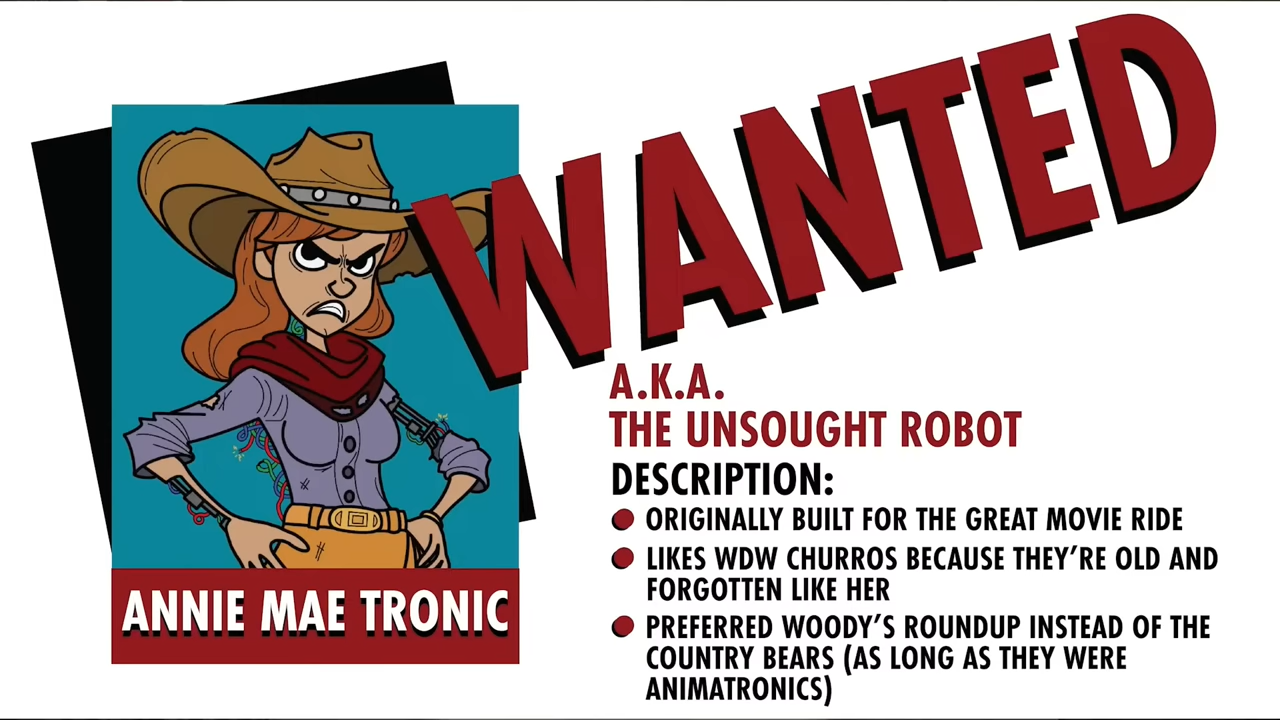 WANTED
ANNIE MAE TRONIC
A.K.A.
THE UNSOUGHT ROBOT
DESCRIPTION:
ORIGINALLY BUILT FOR THE GREAT MOVIE RIDE
LIKES WDW CHURROS BECAUSE THEY'RE OLD AND
FORGOTTEN LIKE HER
PREFERRED WOODY'S ROUNDUP INSTEAD OF THE
COUNTRY BEARS (AS LONG AS THEY WERE
ANIMATRONICS)